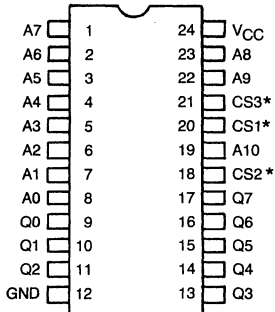 A7 1 24 VCC
A6 2 23 A8
A5 3 22 A9
A4 4 21 CS3*
A3 5 20 CS1*
A2 6 19 A10
A1 7 18 CS2*
A0 8 17 Q7
Q0 9 16 Q6
Q1 10 15 Q5
Q2 11 14 Q4
GND 12 13 Q3